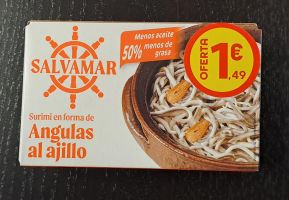 SALVAMAR
Surimi en forma de
Angulas
al ajillo
Menos aceite
50% menos de
grasa
OFERTA
1€
,49